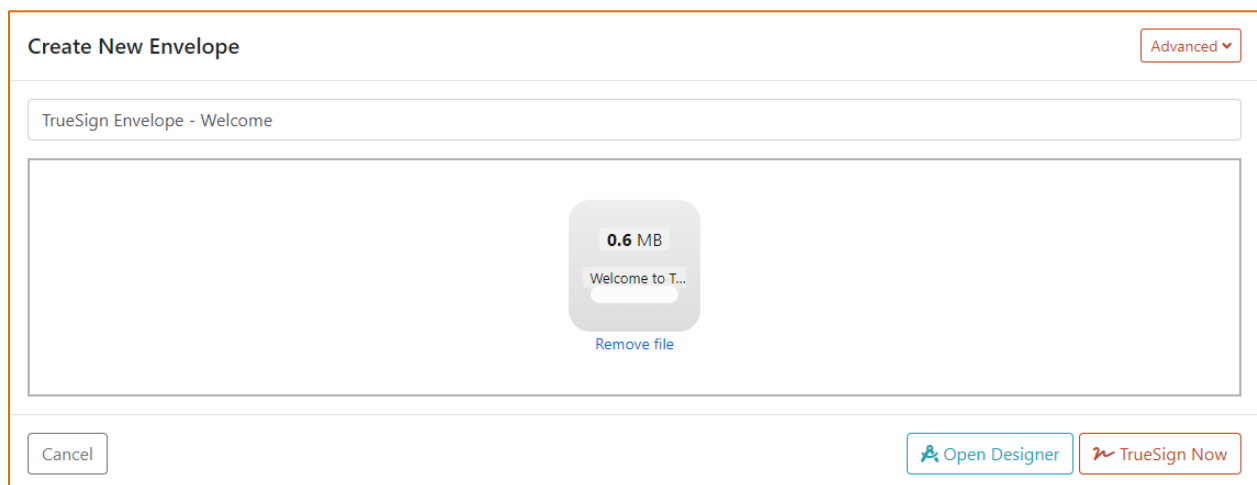 Create New Envelope
Advanced
TrueSign Envelope - Welcome
0.6 MB
Welcome to T...
Remove file
Cancel
Open Designer
TrueSign Now